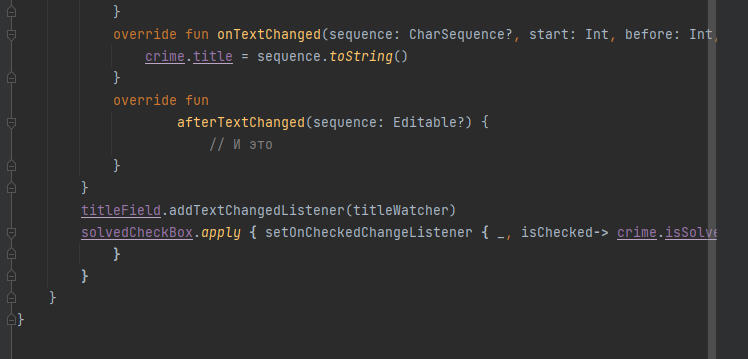 }
override fun onTextChanged(sequence: CharSequence?, start: Int, before: Int,
crime.title = sequence.toString()
}
override fun
afterTextChanged(sequence: Editable?) {
// И это
}
}
titleField.addTextChangedListener(titleWatcher)
solvedCheckBox.apply { setOnCheckedChangeListener { _, isChecked-> crime.isSolve
}
}
}
}